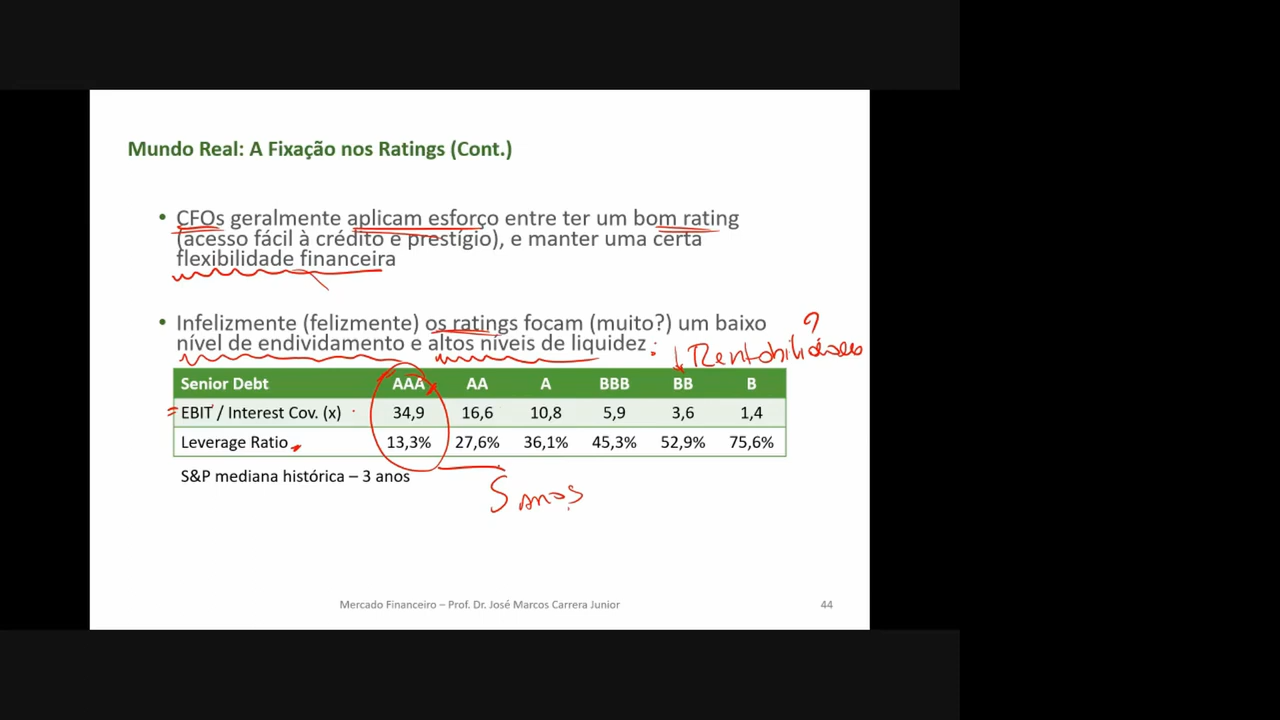 Mundo Real: A Fixação nos Ratings (Cont.)
• CFOs geralmente aplicam esforço entre ter um bom rating
(acesso fácil à crédito e prestígio), e manter uma certa
flexibilidade financeira
• Infelizmente (felizmente) os ratings focam (muito?) um baixo
nível de endividamento e altos níveis de liquidez
?
↓ Rentabilidade
Senior Debt AAA AA A BBB BB B
EBIT / Interest Cov. (x) 34,9 16,6 10,8 5,9 3,6 1,4
Leverage Ratio 13,3% 27,6% 36,1% 45,3% 52,9% 75,6%
S&P mediana histórica – 3 anos
5 anos
Mercado Financeiro – Prof. Dr. José Marcos Carrera Junior
44